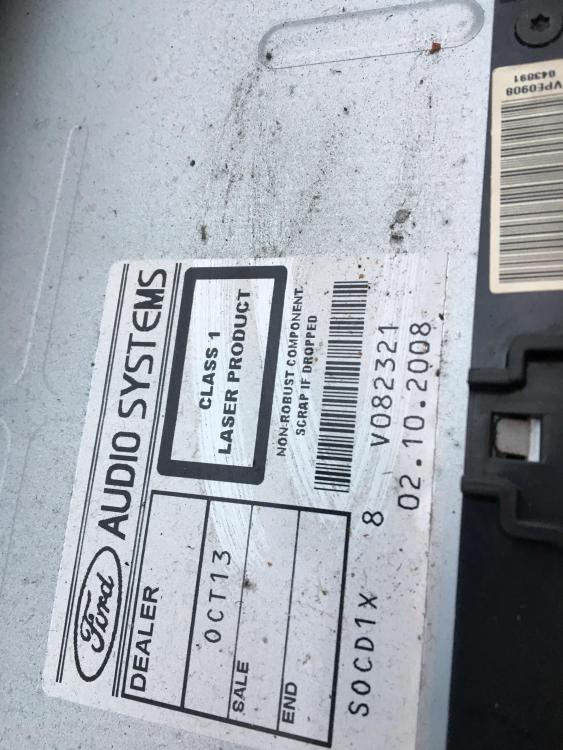 Ford AUDIO SYSTEMS
DEALER
OCT13
SALE
END
CLASS 1
LASER PRODUCT
NON-ROBUST COMPONENT.
SCRAP IF DROPPED
SOCD1X 8 V082321
02.10.2008
VPE0908
043891